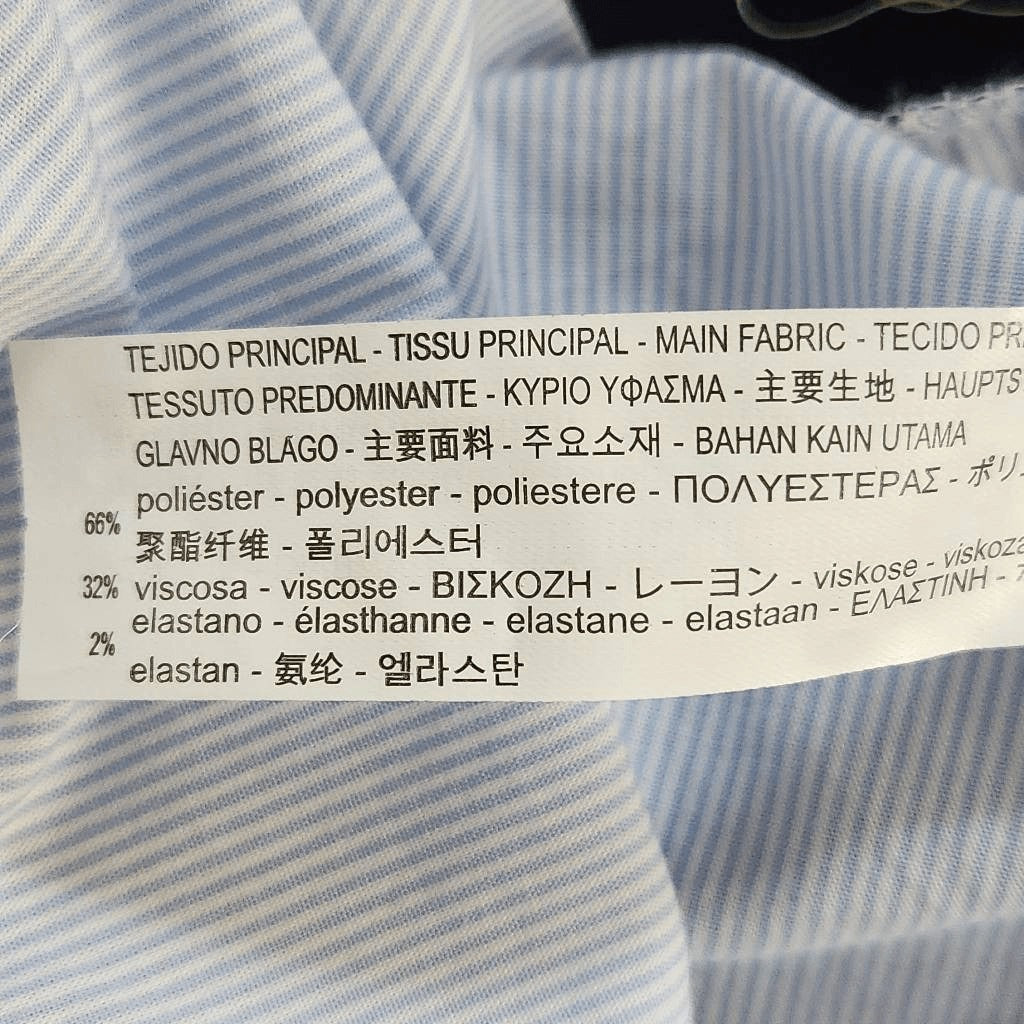 TEJIDO PRINCIPAL - TISSU PRINCIPAL - MAIN FABRIC - TECIDO
TESSUTO PREDOMINANTE - ΚΥΡΙΟ ΥΦΑΣΜΑ - 主要生地 -
GLAVNO BLAGO - 主要面料 - 주요소재 - BAHAN KAIN UTAMA
66% poliéster - polyester - poliestere - ΠΟΛΥΕΣΤΕΡΑΣ -
聚酯纤维 - 폴리에스터
32% viscosa - viscose - ΒΙΣΚΟΖΗ - レーヨン - viskose - viskoza
2% elastano - élasthanne - elastane - elastaan - ΕΛΑΣΤΙΝΗ -
elastan - 氨纶 - 엘라스탄